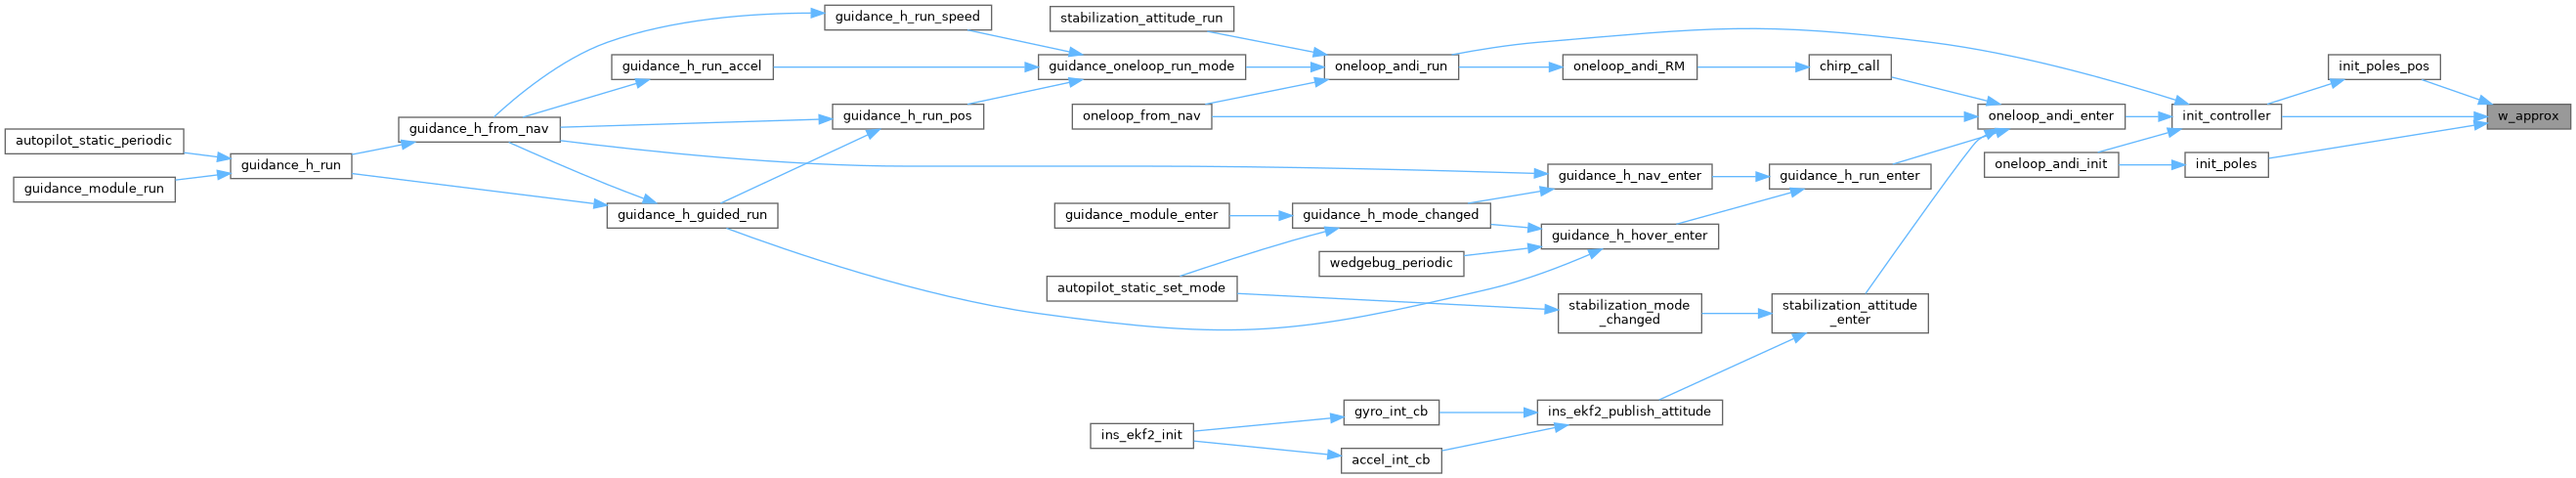 guidance_h_run_speed
stabilization_attitude_run
guidance_h_run_accel
guidance_oneloop_run_mode
oneloop_andi_run
oneloop_andi_RM
chirp_call
init_poles_pos
guidance_h_from_nav
guidance_h_run_pos
oneloop_from_nav
oneloop_andi_enter
init_controller
w_approx
autopilot_static_periodic
guidance_h_run
oneloop_andi_init
init_poles
guidance_module_run
guidance_h_nav_enter
guidance_h_run_enter
guidance_h_guided_run
guidance_module_enter
guidance_h_mode_changed
guidance_h_hover_enter
wedgebug_periodic
autopilot_static_set_mode
stabilization_mode
_changed
stabilization_attitude
_enter
gyro_int_cb
ins_ekf2_publish_attitude
ins_ekf2_init
accel_int_cb